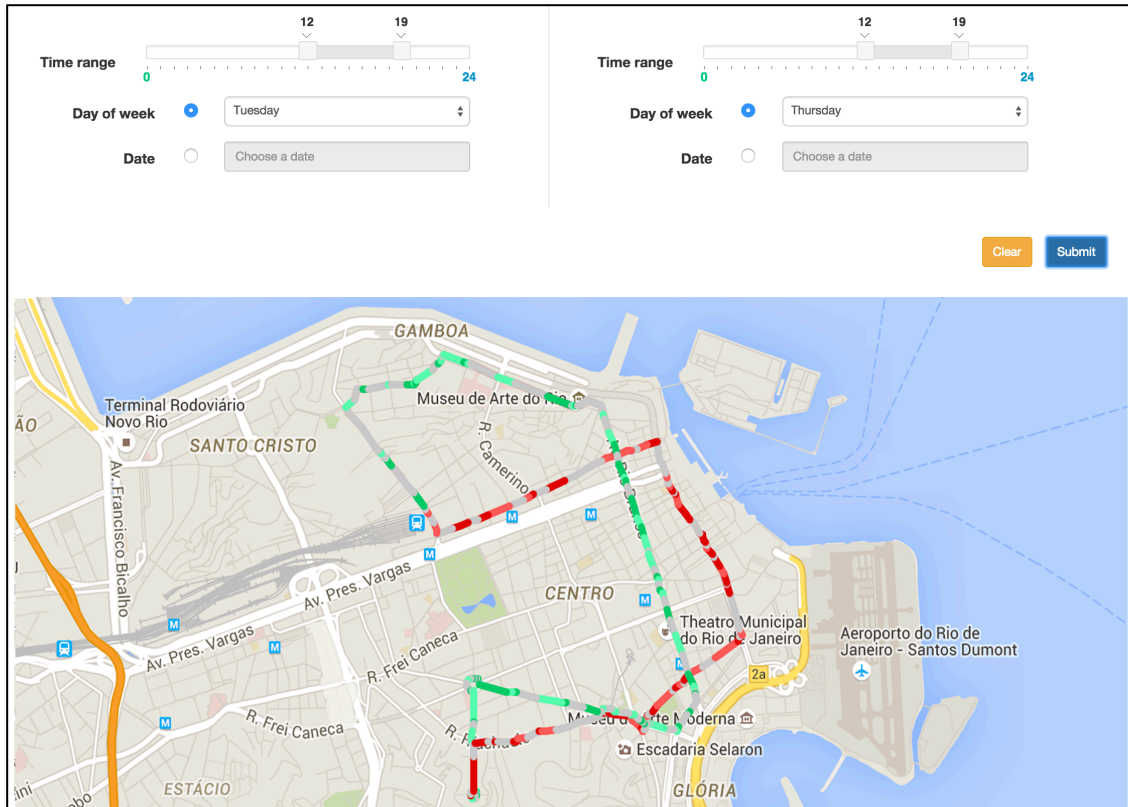 12 19
Time range
0 24
Day of week Tuesday
Date Choose a date
12 19
Time range
0 24
Day of week Thursday
Date Choose a date
Clear Submit
GAMBOA
Museu de Arte do Rio
Terminal Rodoviário
Novo Rio
ÃO
SANTO CRISTO
R. Camerino
Av. Francisco Bicalho
M
M
M
Av. Pres. Vargas
CENTRO
M
M
Theatro Municipal
do Rio de Janeiro
Aeroporto do Rio de
Janeiro - Santos Dumont
Av. Pres. Vargas
M
R. Frei Caneca
M
2a
R. Frei Caneca
M
Museu de Arte Moderna
Escadaria Selaron
ESTÁCIO
GLÓRIA